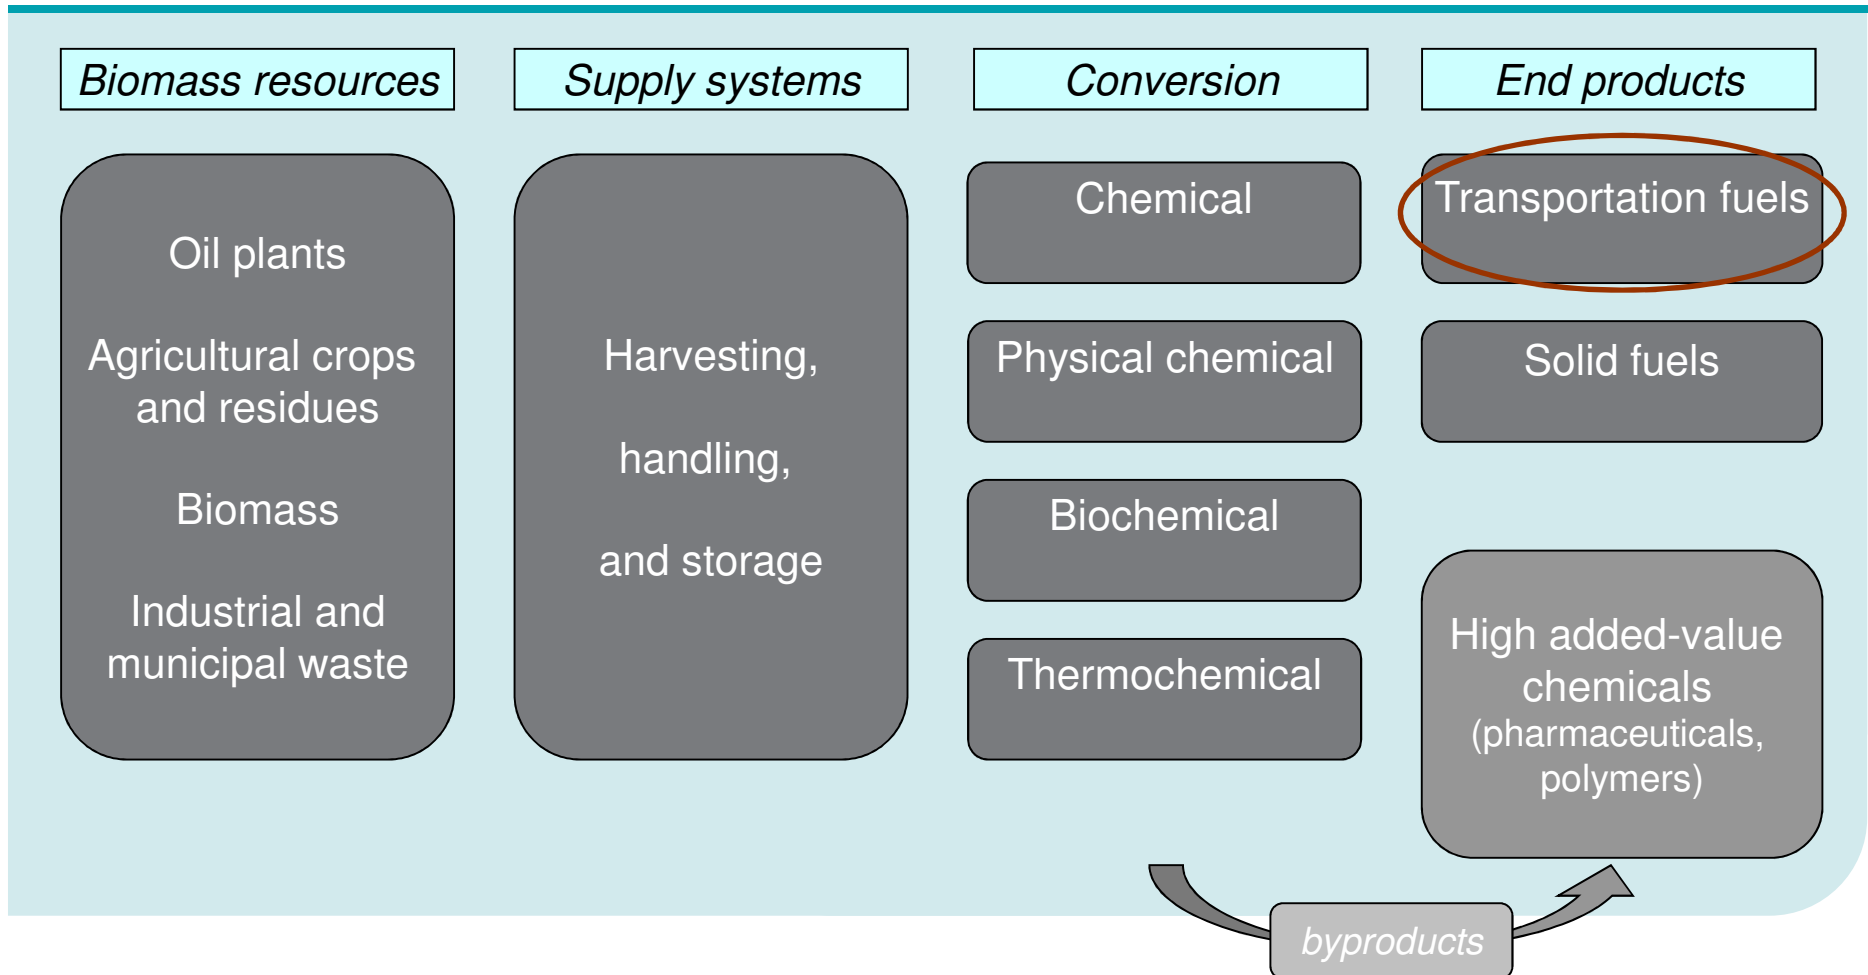 Biomass resources
Supply systems
Conversion
End products
Oil plants
Agricultural crops
and residues
Biomass
Industrial and
municipal waste
Harvesting,
handling,
and storage
Chemical
Physical chemical
Biochemical
Thermochemical
Transportation fuels
Solid fuels
High added-value
chemicals
(pharmaceuticals,
polymers)
byproducts